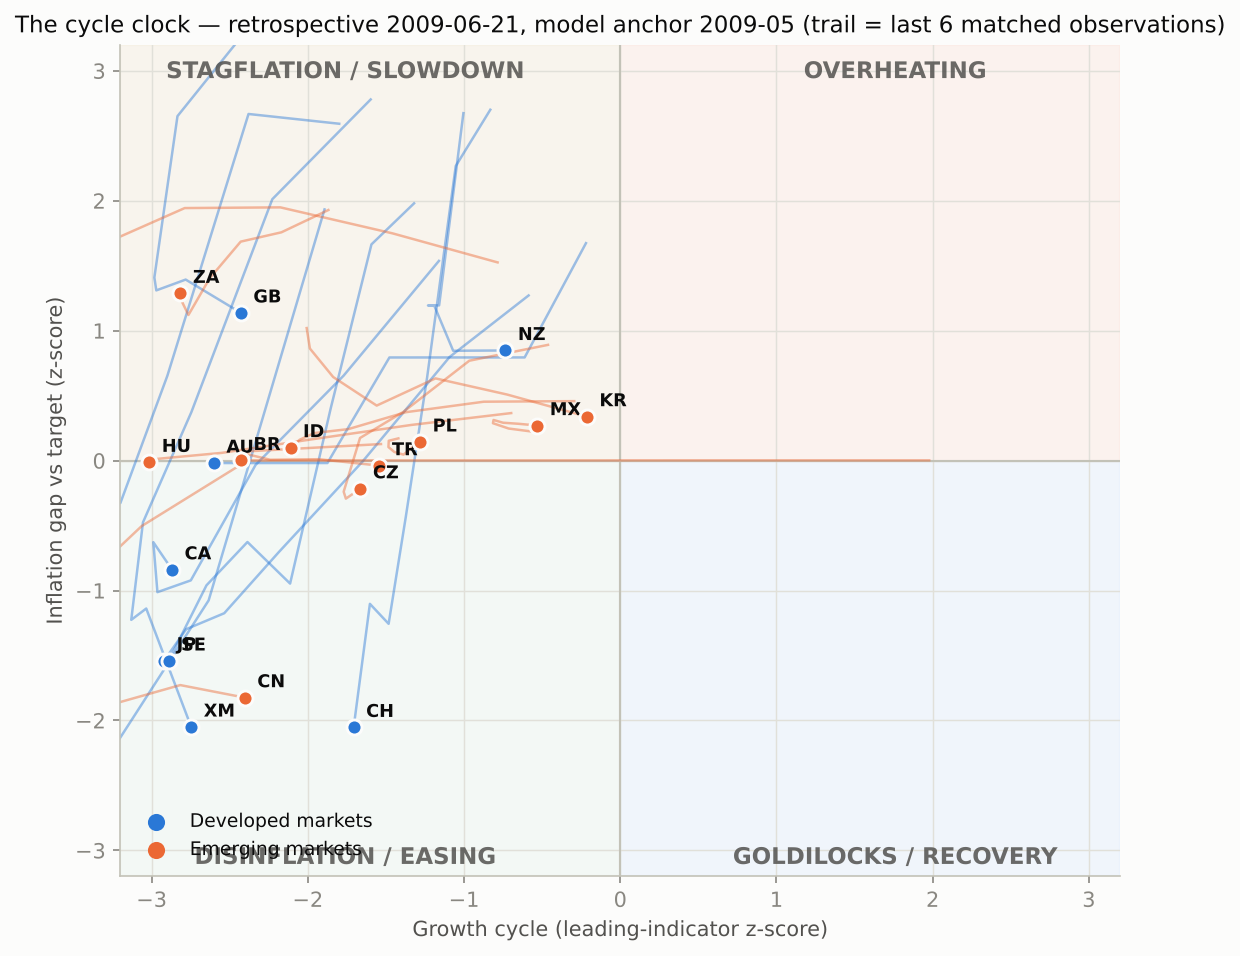 The cycle clock — retrospective 2009-06-21, model anchor 2009-05 (trail = last 6 matched observations)
STAGFLATION / SLOWDOWN
OVERHEATING
3
2
1
0
−1
−2
−3
Inflation gap vs target (z-score)
ZA
GB
NZ
KR
MX
PL
ID
BR
AU
HU
TR
CZ
CA
JP
SE
CN
XM
CH
Developed markets
Emerging markets
DISINFLATION / EASING
GOLDILOCKS / RECOVERY
−3
−2
−1
0
1
2
3
Growth cycle (leading-indicator z-score)